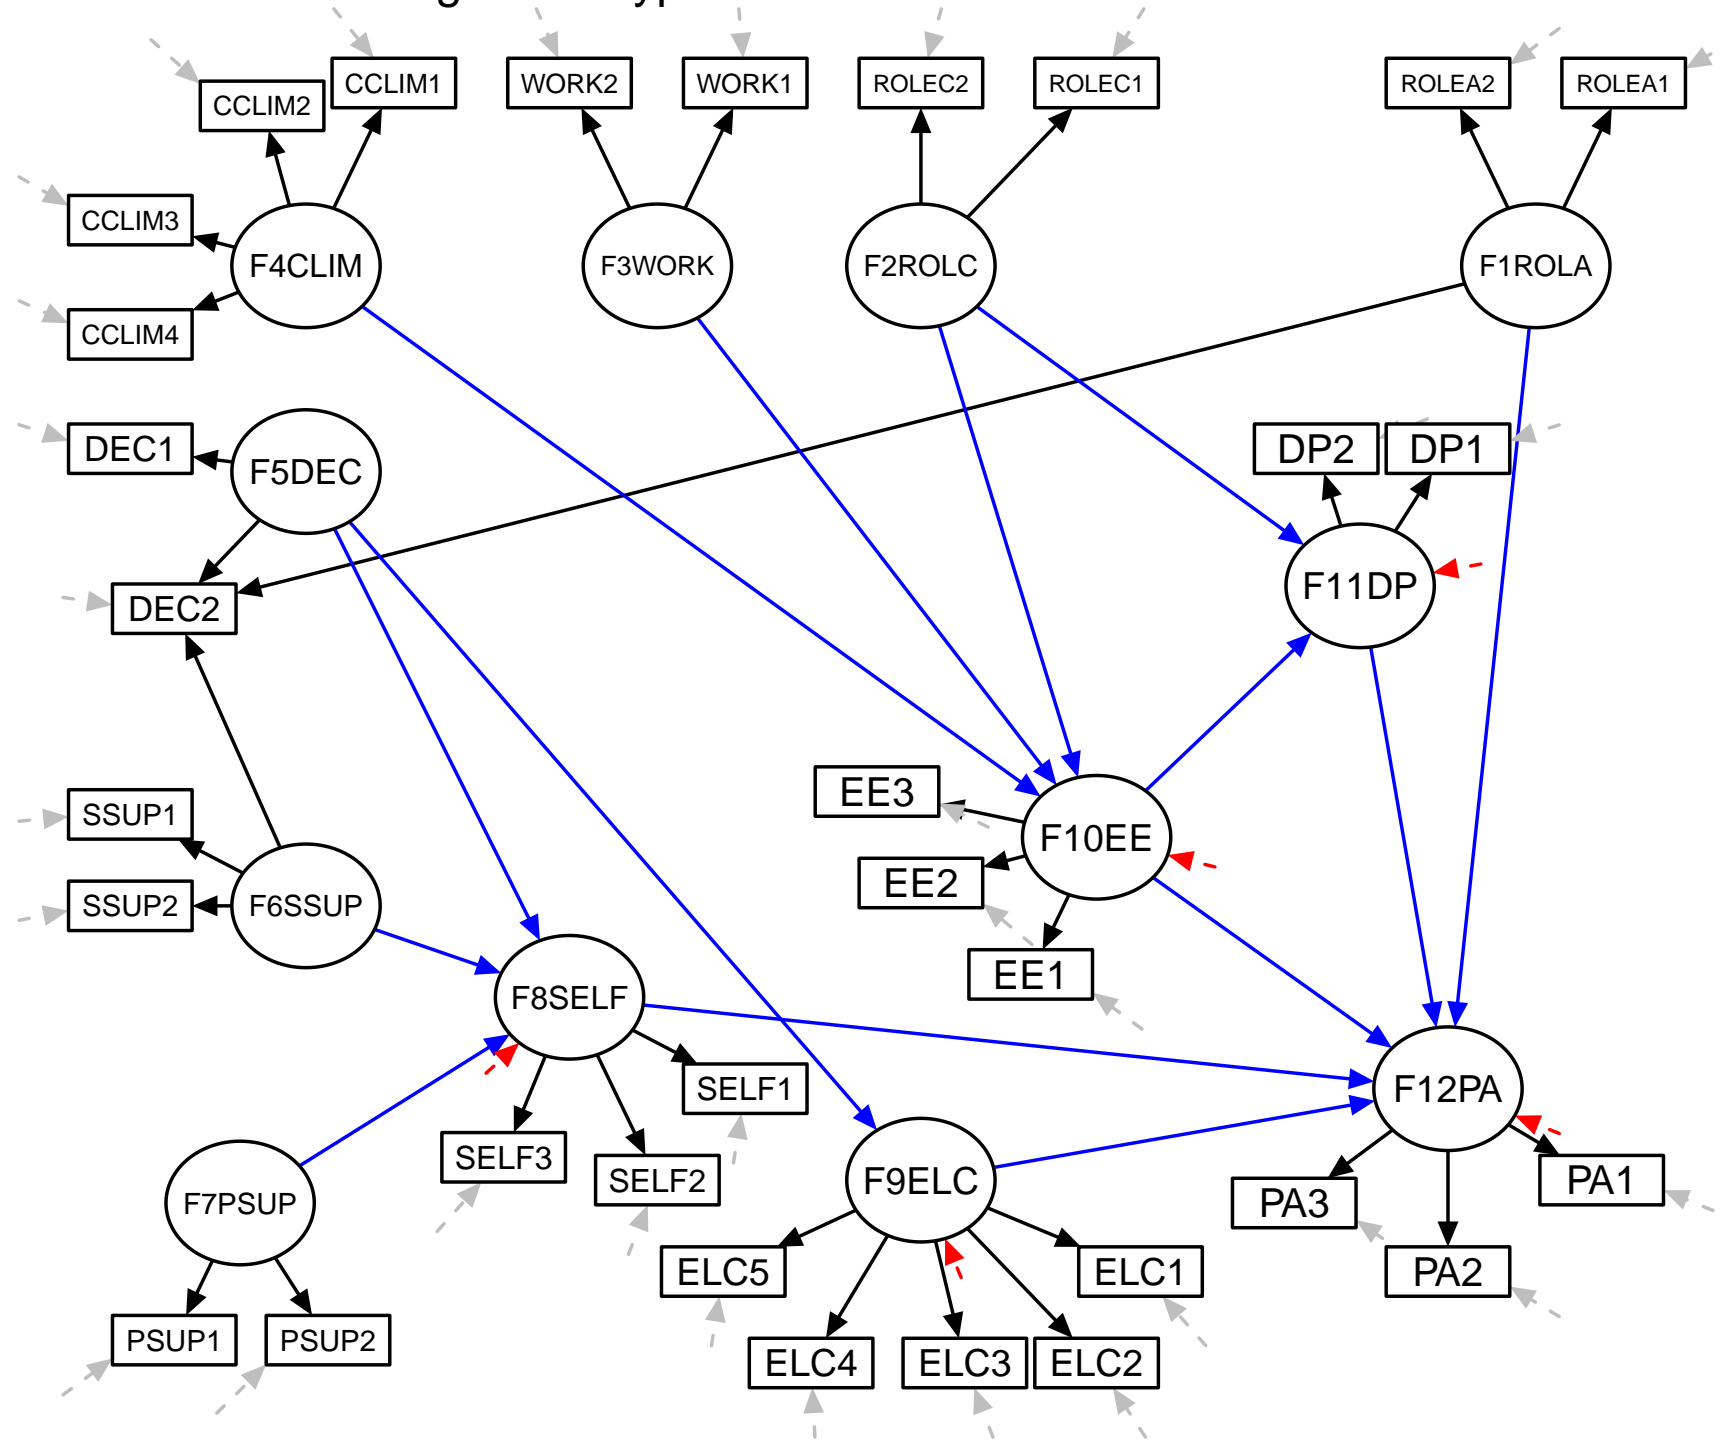 CCLIM1
WORK2
WORK1
ROLEC2
ROLEC1
ROLEA2
ROLEA1
CCLIM2
CCLIM3
F4CLIM
F3WORK
F2ROLC
F1ROLA
CCLIM4
DEC1
F5DEC
DP2
DP1
F11DP
DEC2
EE3
SSUP1
F10EE
EE2
SSUP2
F6SSUP
EE1
F8SELF
SELF1
F12PA
SELF3
SELF2
F9ELC
PA1
F7PSUP
PA3
ELC5
ELC1
PA2
PSUP1
PSUP2
ELC4
ELC3
ELC2